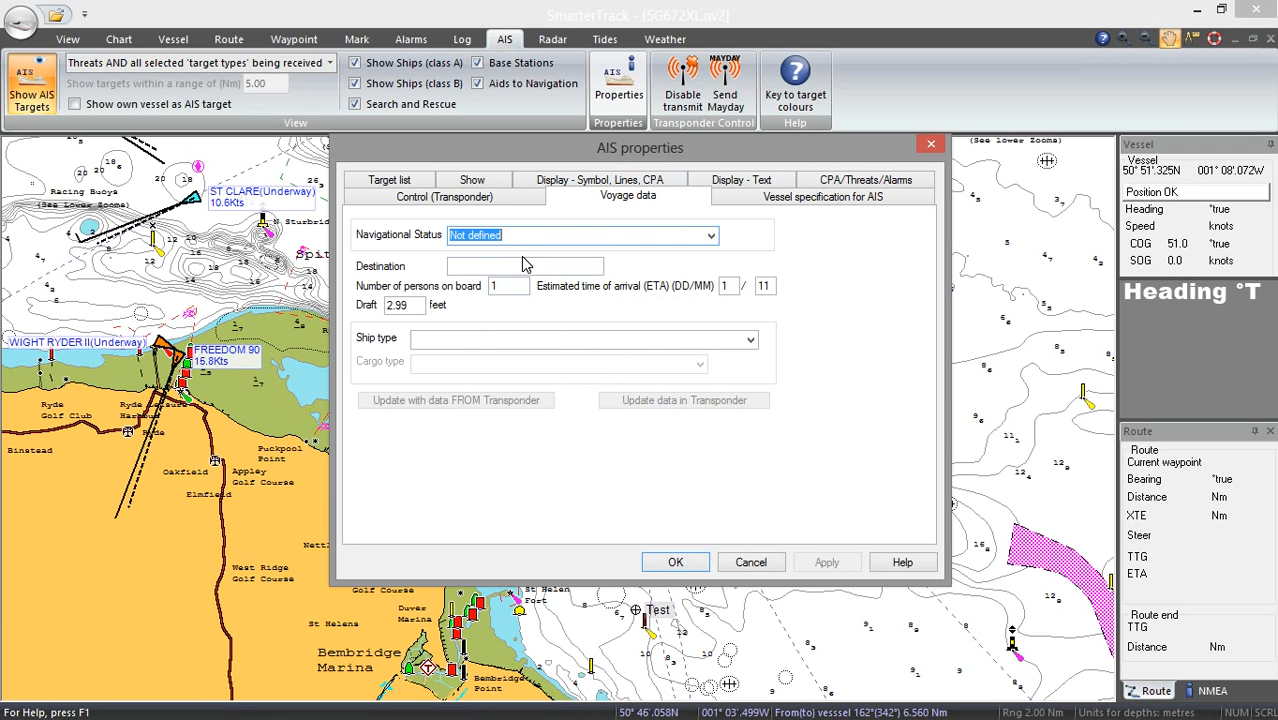 SmarterTrack - [5G672XL.nv2]
View
Chart
Vessel
Route
Waypoint
Mark
Alarms
Log
AIS
Radar
Tides
Weather
Show AIS
Targets
Threats AND all selected 'target types' being received
Show targets within a range of (Nm) 5.00
Show own vessel as AIS target
Show Ships (class A)
Show Ships (class B)
Search and Rescue
Base Stations
Aids to Navigation
View
Properties
Properties
Disable
transmit
MAYDAY
Send
Mayday
Transponder Control
Key to target
colours
Help
AIS properties
Target list
Show
Display - Symbol, Lines, CPA
Display - Text
CPA/Threats/Alarms
Control (Transponder)
Voyage data
Vessel specification for AIS
Navigational Status Not defined
Destination
Number of persons on board 1 Estimated time of arrival (ETA) (DD/MM) 1 / 11
Draft 2.99 feet
Ship type
Cargo type
Update with data FROM Transponder
Update data in Transponder
OK
Cancel
Apply
Help
Racing Buoys
(See lower Zooms)
ST CLARE(Underway)
10.6Kts
N Sturbrid
Spit
WIGHT RYDER II(Underway)
FREEDOM 90
15.8Kts
Ryde
Golf Club
Ryde Leisure
Harbour
Ryde
Binstead
Puckpool
Point
Oakfield
Appley
Golf Course
Elmfield
Nettl
West Ridge
Golf Course
St Helen
Fort
Golf Course
Duver
Marina
St Helens
Bembridge
Marina
Bembridge
Point
Test
(See lower Zooms)
Vessel
Vessel
50° 51.325N 001° 08.072W
Position OK
Heading °true
Speed knots
COG 51.0 °true
SOG 0.0 knots
Heading °T
Route
Route
Current waypoint
Bearing °true
Distance Nm
XTE Nm
Steer
TTG
ETA
Route end
TTG
Distance Nm
Route
NMEA
For Help, press F1
50° 46.058N 001° 03'.499W From(to) vesssel 162°(342°) 6.560 Nm Rng 2.00 Nm Units for depths: metres NUM SCRL